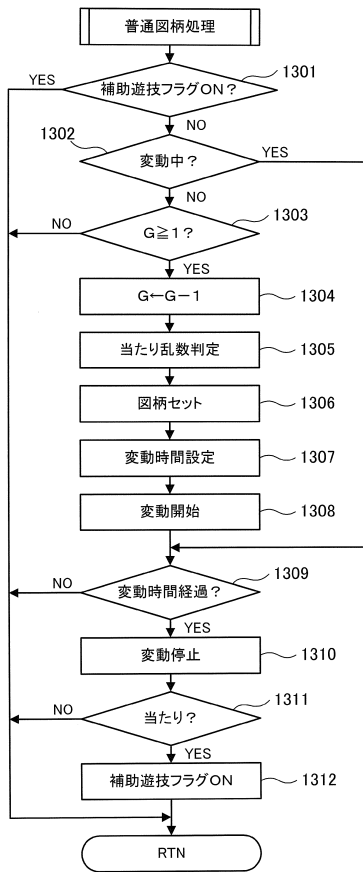 普通図柄処理
補助遊技フラグON?
1301
YES
NO
1302
変動中?
YES
NO
1303
G≧1?
NO
YES
G←G-1
1304
当たり乱数判定
1305
図柄セット
1306
変動時間設定
1307
変動開始
1308
変動時間経過?
1309
NO
YES
変動停止
1310
当たり?
1311
NO
YES
補助遊技フラグON
1312
RTN